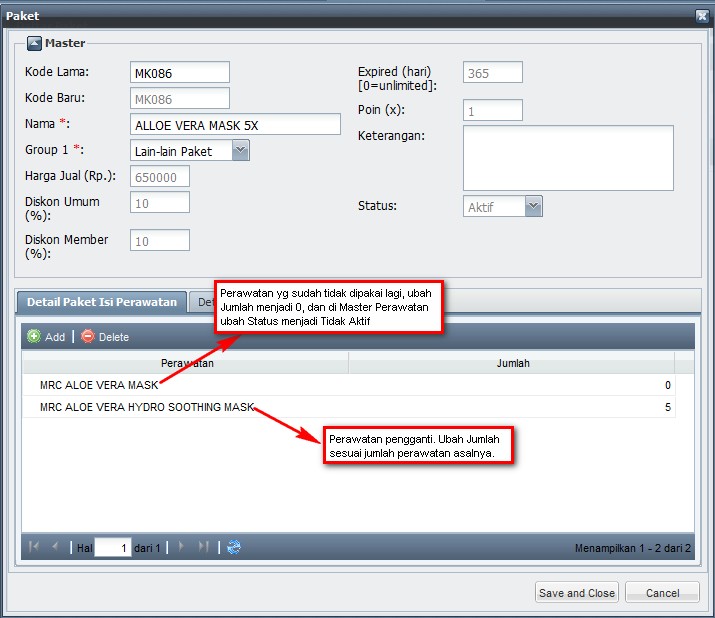 Paket
Master
Kode Lama:
MK086
Kode Baru:
MK086
Nama *:
ALLOE VERA MASK 5X
Group 1 *:
Lain-lain Paket
Harga Jual (Rp.):
650000
Diskon Umum
(%):
10
Diskon Member
(%):
10
Expired (hari)
[0=unlimited]:
365
Poin (x):
1
Keterangan:
Status:
Aktif
Detail Paket Isi Perawatan
Det
Perawatan yg sudah tidak dipakai lagi, ubah
Jumlah menjadi 0, dan di Master Perawatan
ubah Status menjadi Tidak Aktif
Add
Delete
Perawatan
Jumlah
MRC ALOE VERA MASK
0
MRC ALOE VERA HYDRO SOOTHING MASK
5
Perawatan pengganti. Ubah Jumlah
sesuai jumlah perawatan asalnya.
Hal 1 dari 1
Menampilkan 1 - 2 dari 2
Save and Close
Cancel